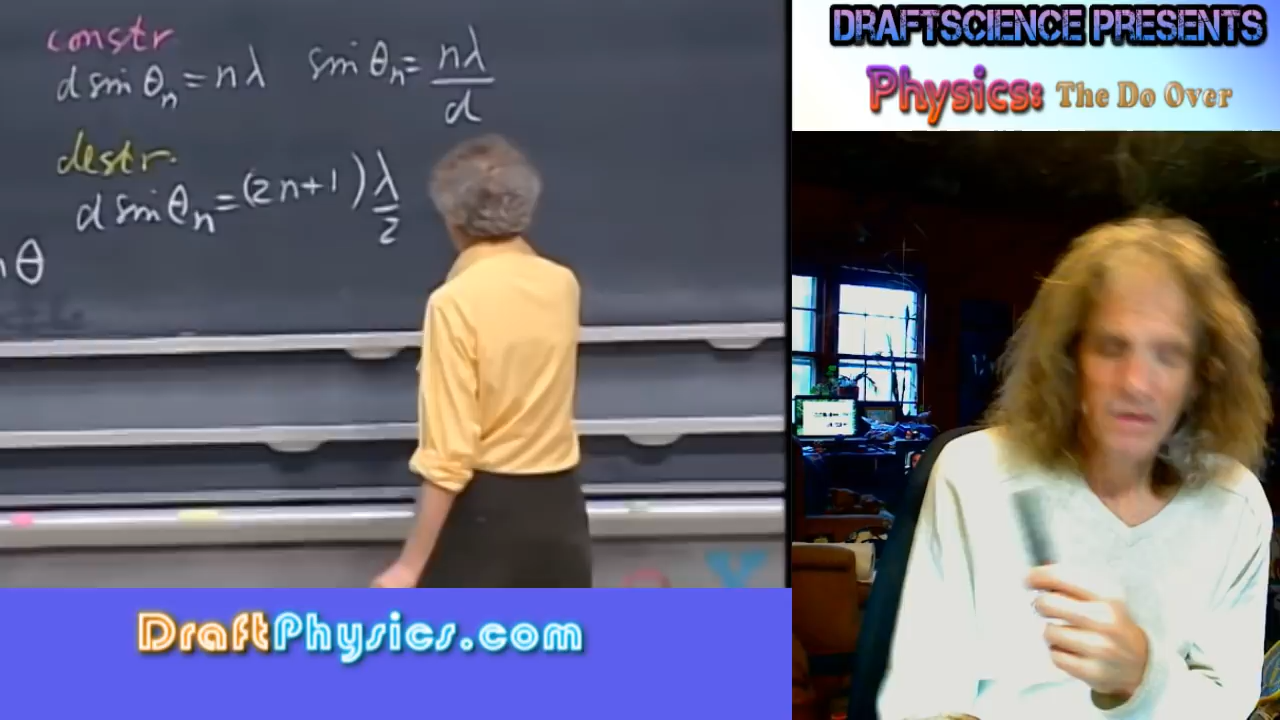 constr
d sin θₙ = nλ sin θₙ = nλ/d
destr.
d sin θₙ = (2n+1) λ/2
n θ
DRAFTSCIENCE PRESENTS
Physics: The Do Over
DraftPhysics.com